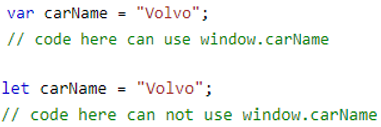 var carName = "Volvo";
// code here can use window.carName
let carName = "Volvo";
// code here can not use window.carName